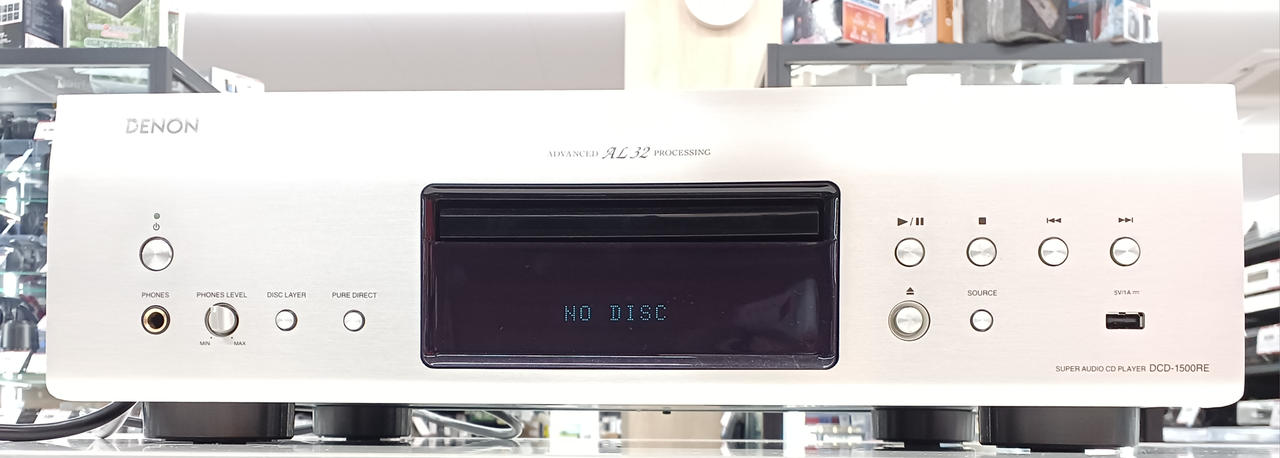 DENON
ADVANCED AL32 PROCESSING
PHONES
PHONES LEVEL
DISC LAYER
PURE DIRECT
MIN
MAX
NO DISC
SOURCE
5V/1A
SUPER AUDIO CD PLAYER DCD-1500RE